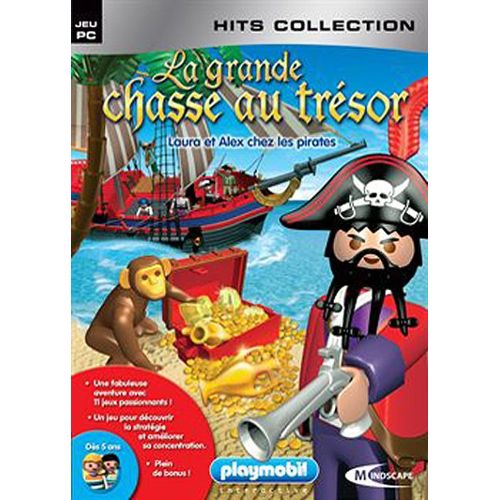 JEU
PC
HITS COLLECTION
La grande
chasse au trésor
Laura et Alex chez les pirates
• Une fabuleuse
aventure avec
11 jeux passionnants !
• Un jeu pour découvrir
la stratégie
et améliorer
sa concentration.
• Plein
de bonus !
Dès 5 ans
playmobil
interactive
MINDSCAPE